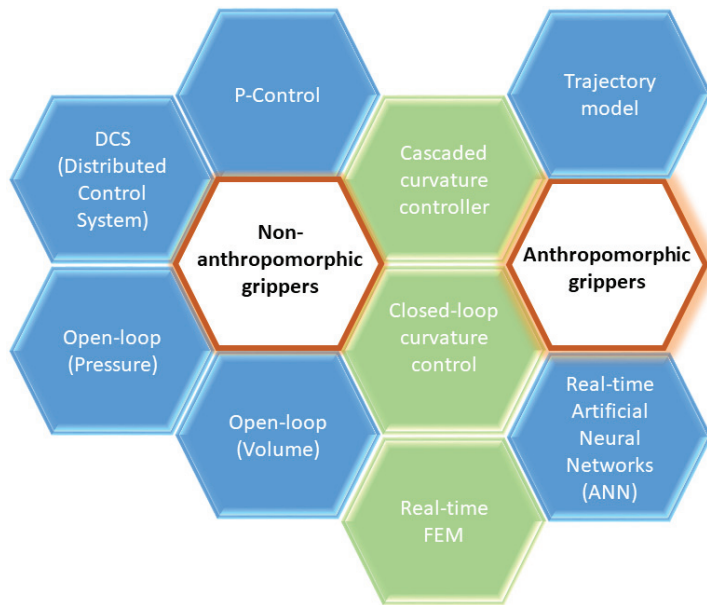 P-Control
Trajectory
model
DCS
(Distributed
Control
System)
Cascaded
curvature
controller
Non-
anthropomorphic
grippers
Anthropomorphic
grippers
Open-loop
(Pressure)
Closed-loop
curvature
control
Open-loop
(Volume)
Real-time
Artificial
Neural
Networks
(ANN)
Real-time
FEM